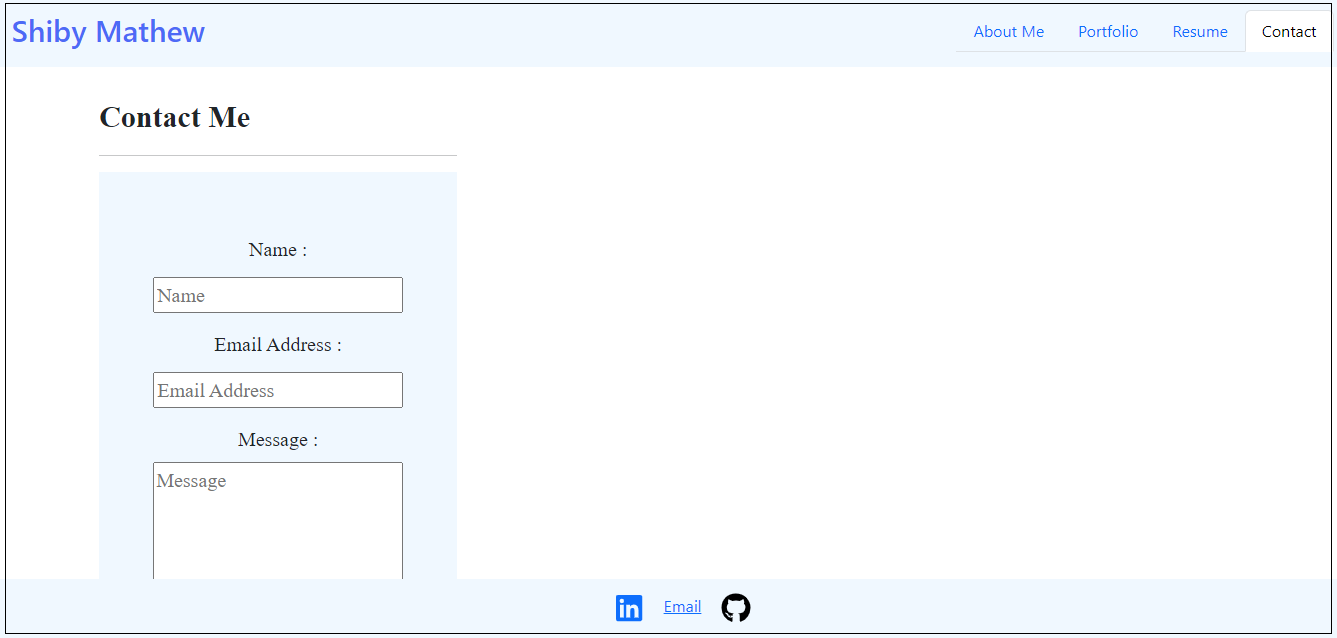 Shiby Mathew
About Me Portfolio Resume Contact
Contact Me
Name :
Name
Email Address :
Email Address
Message :
Message
in Email